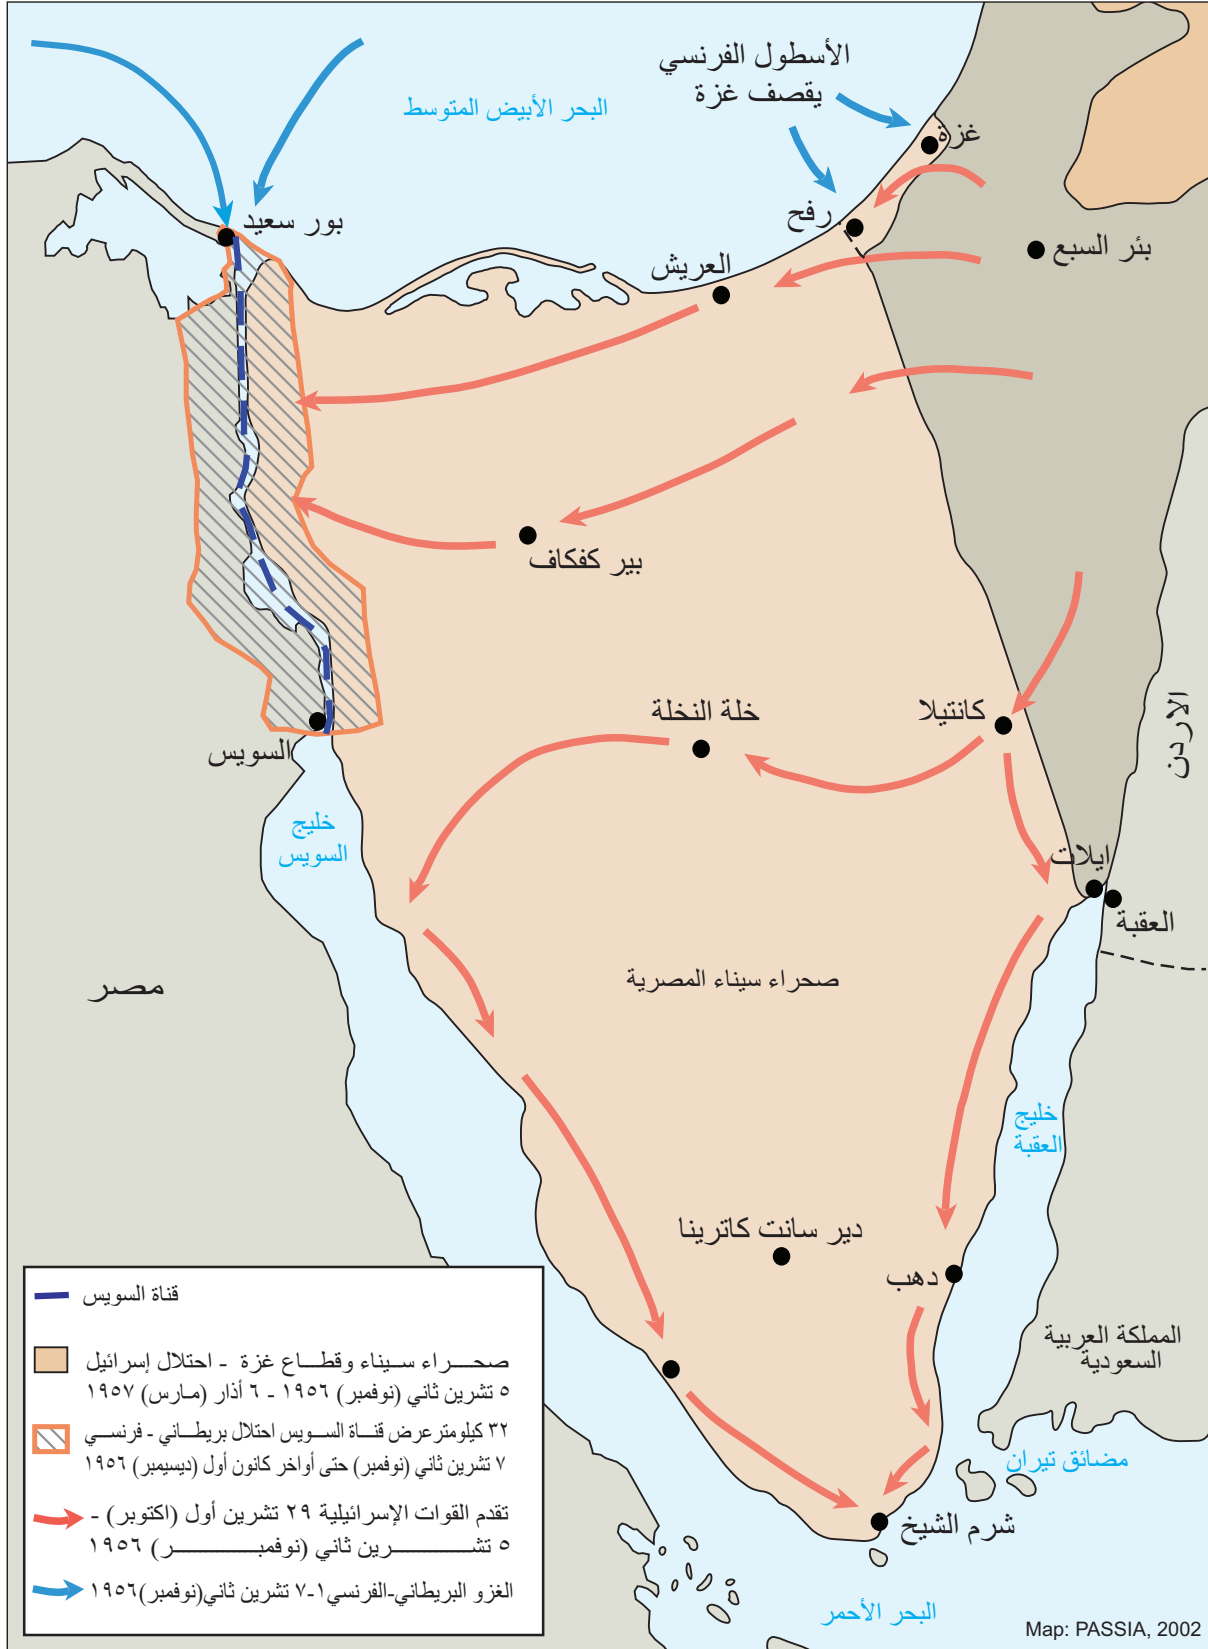 الأسطول الفرنسي
يقصف غزة
البحر الأبيض المتوسط
غزة
بور سعيد
رفح
بئر السبع
العريش
بير كفكاف
خلة النخلة
كانتيلا
الاردن
السويس
خليج
السويس
ايلات
العقبة
صحراء سيناء المصرية
مصر
خليج
العقبة
دير سانت كاترينا
دهب
المملكة العربية
السعودية
مضائق تيران
شرم الشيخ
البحر الأحمر
قناة السويس
صحراء سيناء وقطاع غزة - احتلال إسرائيل
٥ تشرين ثاني (نوفمبر) ١٩٥٦ - ٦ أذار (مارس) ١٩٥٧
٣٢ كيلومترعرض قناة السويس احتلال بريطاني - فرنسي
٧ تشرين ثاني (نوفمبر) حتى أواخر كانون أول (ديسيمبر) ١٩٥٦
تقدم القوات الإسرائيلية ٢٩ تشرين أول (اكتوبر) -
٥ تشرين ثاني (نوفمبر) ١٩٥٦
الغزو البريطاني-الفرنسي١-٧ تشرين ثاني(نوفمبر)١٩٥٦
Map: PASSIA, 2002